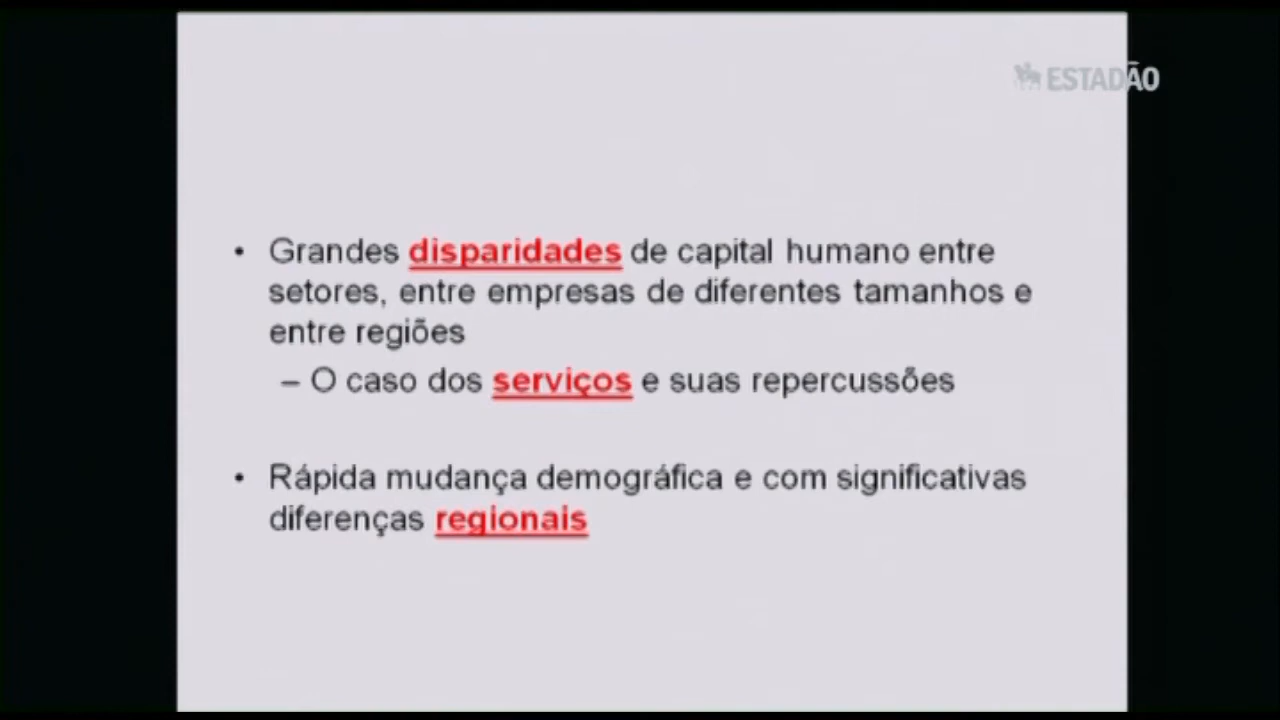 ESTADÃO
• Grandes disparidades de capital humano entre
setores, entre empresas de diferentes tamanhos e
entre regiões
– O caso dos serviços e suas repercussões
• Rápida mudança demográfica e com significativas
diferenças regionais